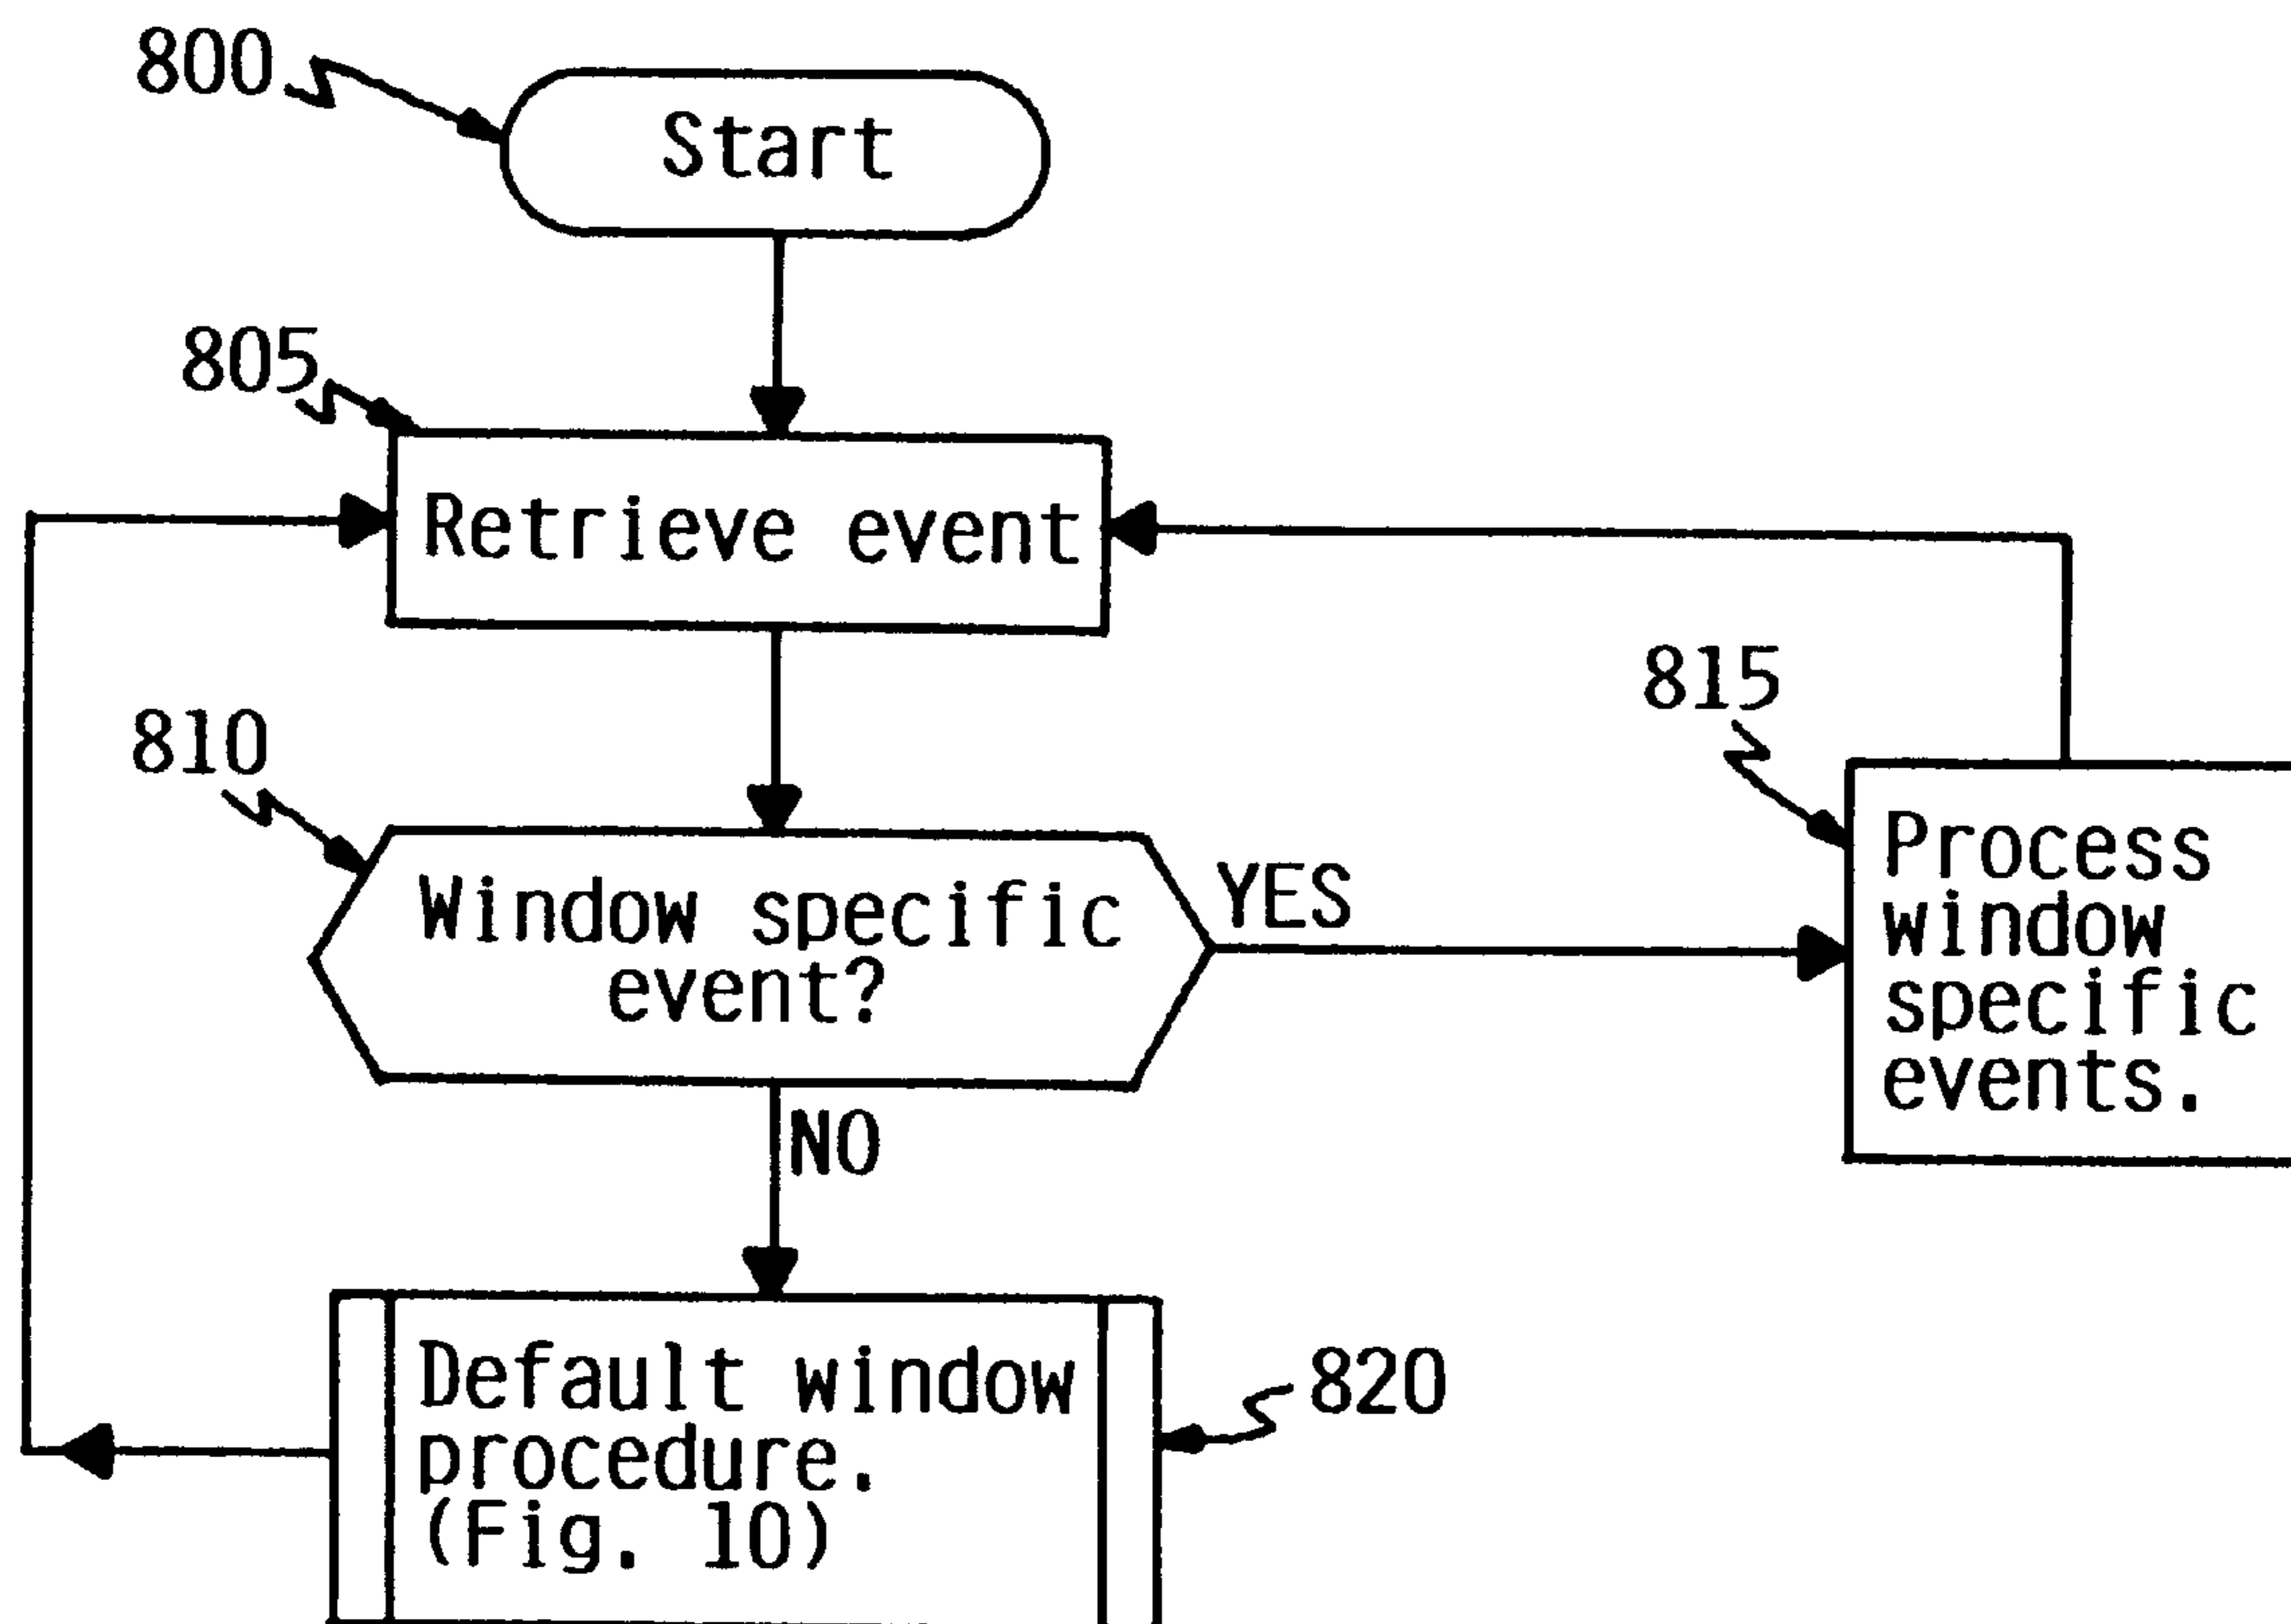 800
Start
805
Retrieve event
810
Window specific
event?
YES
815
Process
window
specific
events.
NO
Default window
procedure.
(Fig. 10)
820